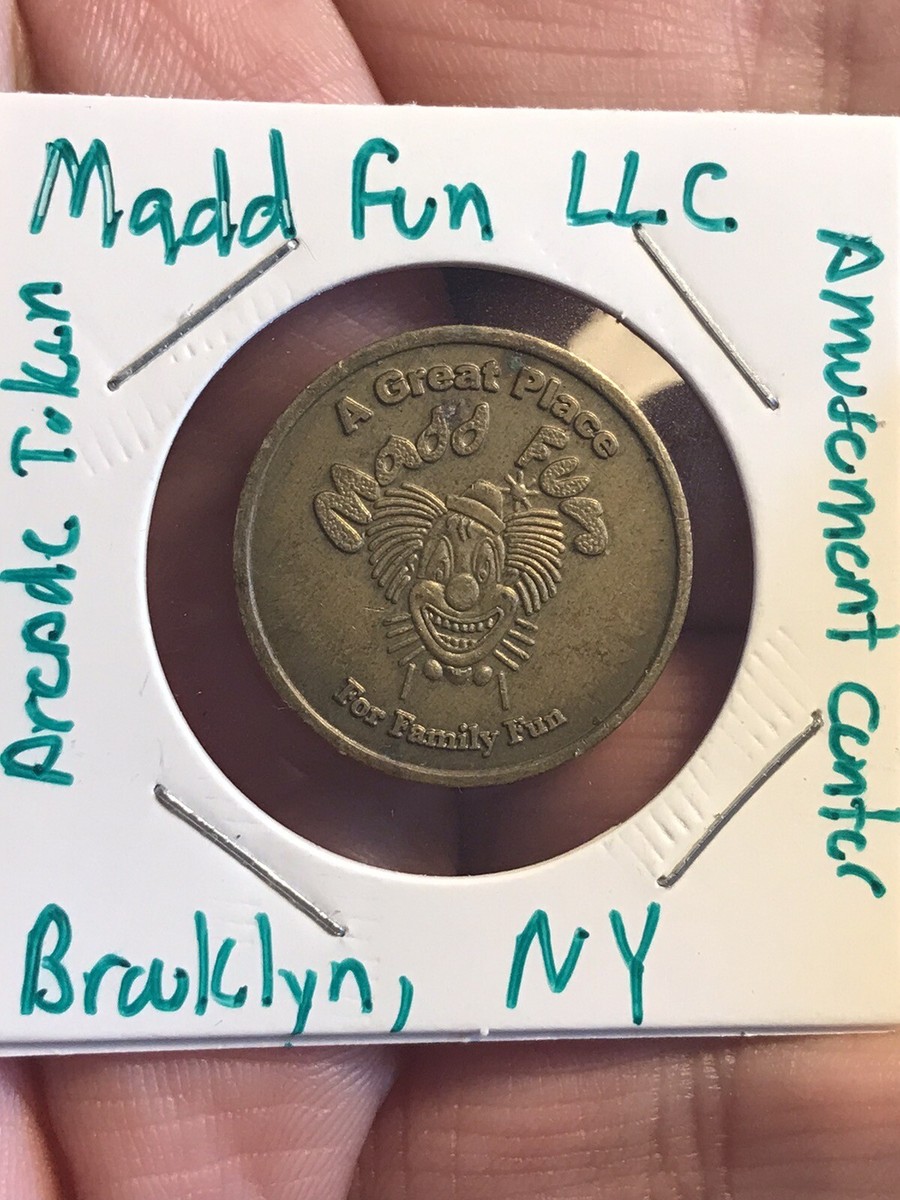 Madd Fun LLC
Amusement Center
Arcade Token
Brooklyn, NY
A Great Place
Madd Fun
For Family Fun